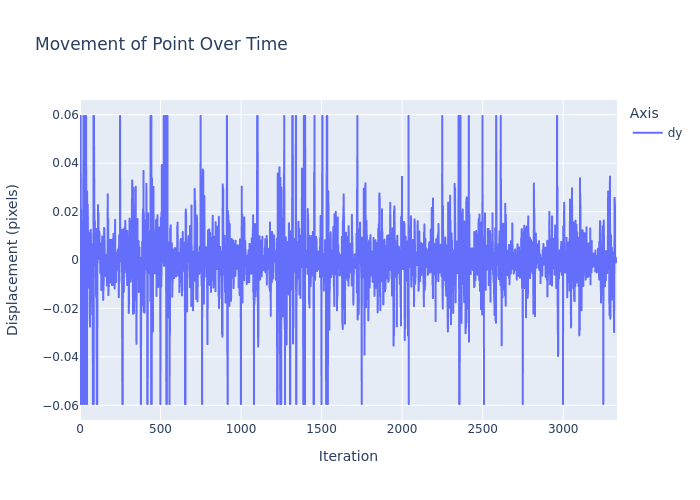 Movement of Point Over Time
Axis
dy
0.06
0.04
0.02
0
−0.02
−0.04
−0.06
Displacement (pixels)
0 500 1000 1500 2000 2500 3000
Iteration